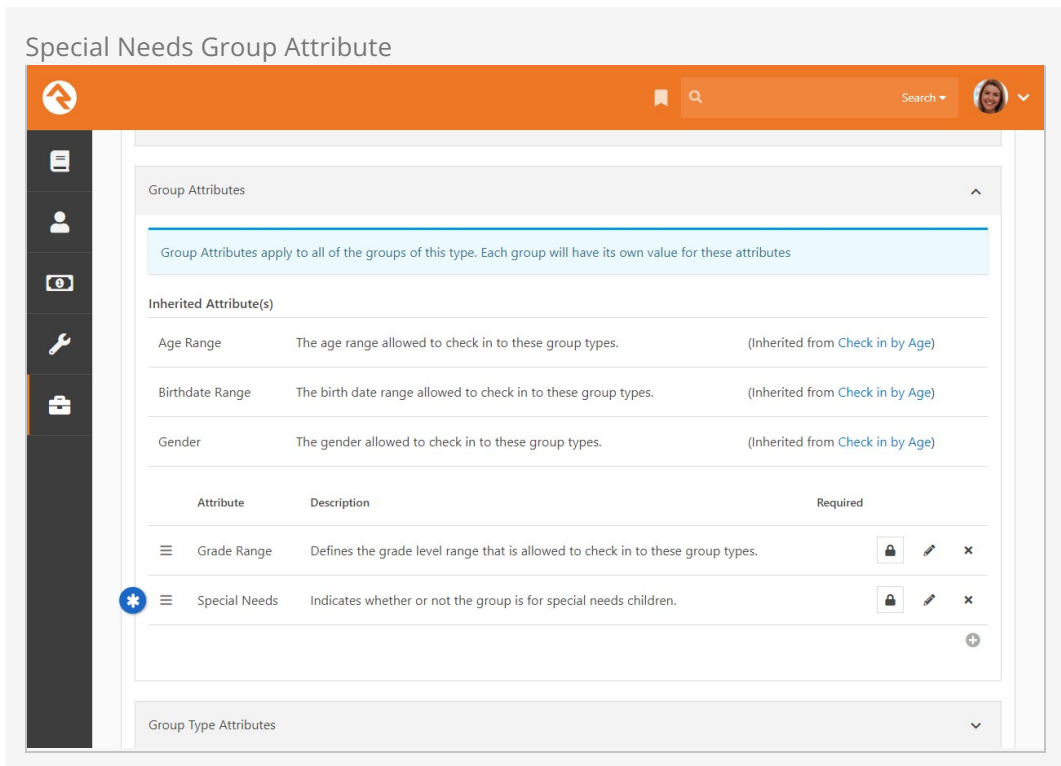 Special Needs Group Attribute
Search
Group Attributes
Group Attributes apply to all of the groups of this type. Each group will have its own value for these attributes
Inherited Attribute(s)
Age Range The age range allowed to check in to these group types. (Inherited from Check in by Age)
Birthdate Range The birth date range allowed to check in to these group types. (Inherited from Check in by Age)
Gender The gender allowed to check in to these group types. (Inherited from Check in by Age)
Attribute Description Required
Grade Range Defines the grade level range that is allowed to check in to these group types.
Special Needs Indicates whether or not the group is for special needs children.
Group Type Attributes